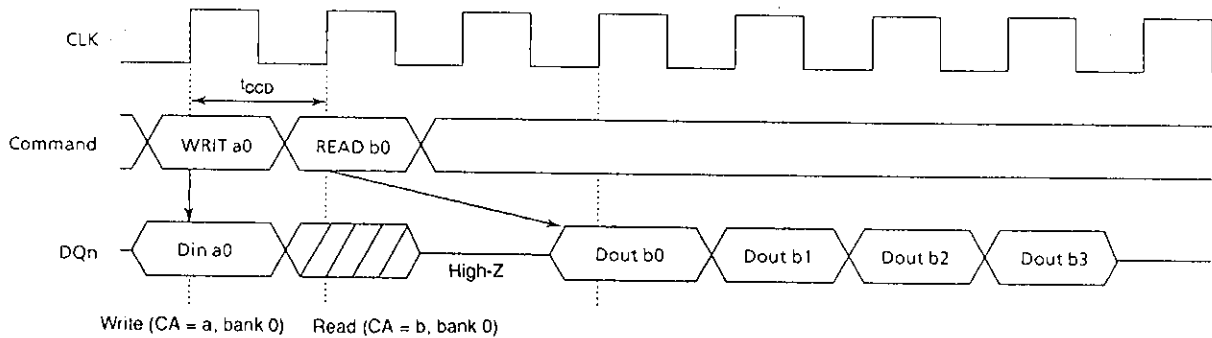 CLK
tCCD
Command
WRIT a0
READ b0
DQn
Din a0
High-Z
Dout b0
Dout b1
Dout b2
Dout b3
Write (CA = a, bank 0)
Read (CA = b, bank 0)